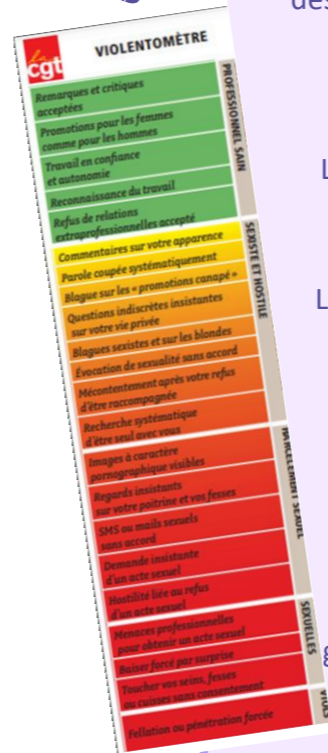 des
la
cgt
VIOLENTOMÈTRE
Remarques et critiques
acceptées
Promotions pour les femmes
comme pour les hommes
Travail en confiance
et autonomie
Reconnaissance du travail
Refus de relations
extraprofessionnelles accepté
PROFESSIONNEL SAIN
Commentaires sur votre apparence
Parole coupée systématiquement
Blague sur les « promotions canapé »
Questions indiscrètes insistantes
sur votre vie privée
Blagues sexistes et sur les blondes
Évocation de sexualité sans accord
Mécontentement après votre refus
d'être raccompagnée
Recherche systématique
d'être seul avec vous
SEXISTE ET HOSTILE
Images à caractère
pornographique visibles
Regards insistants
sur votre poitrine et vos fesses
SMS ou mails sexuels
sans accord
Demande insistante
d'un acte sexuel
Hostilité liée au refus
d'un acte sexuel
SEXUEL
Menaces professionnelles
pour obtenir un acte sexuel
Baiser forcé par surprise
Toucher vos seins, fesses
ou cuisses sans consentement
SEXUELLES
Fellation ou pénétration forcée
L
L